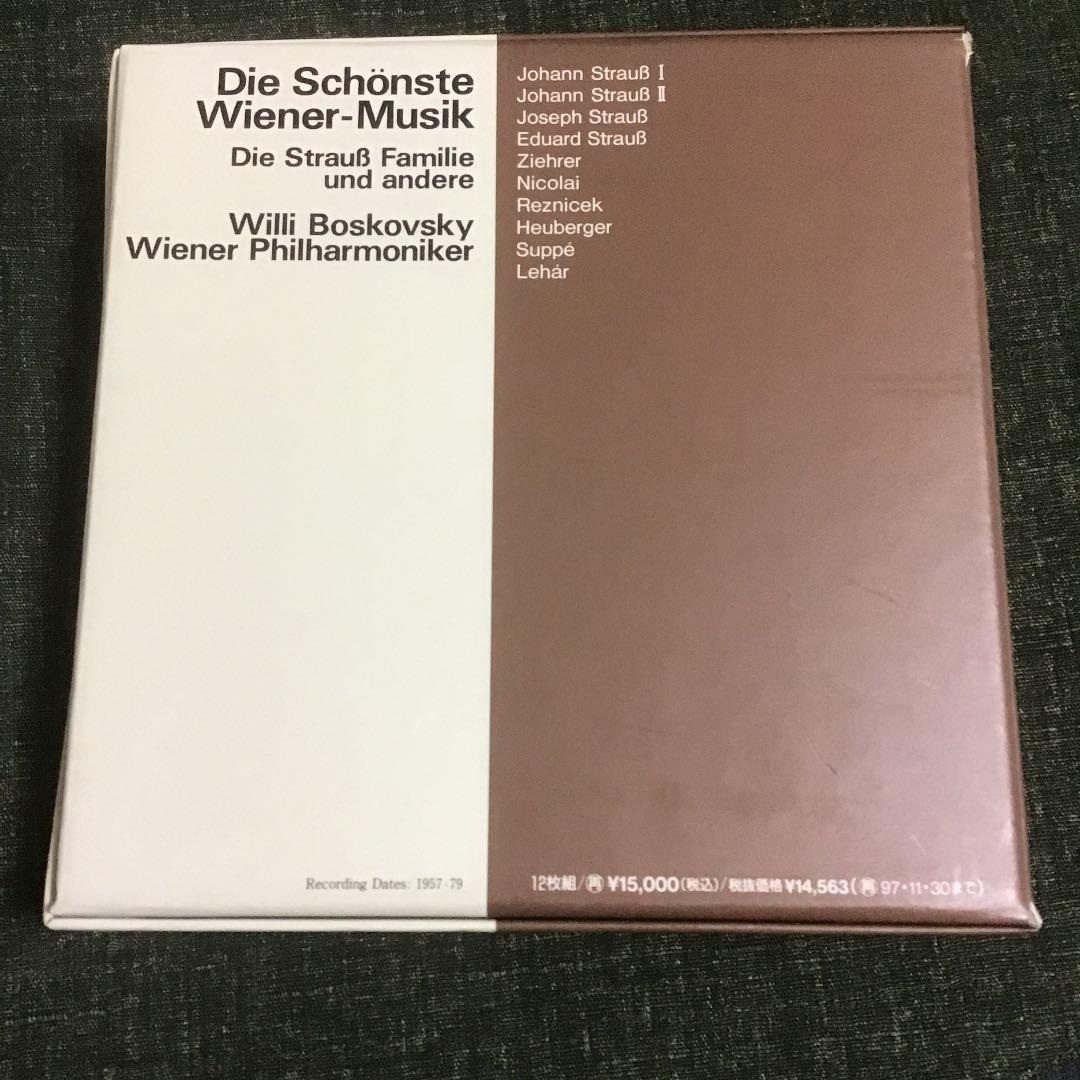 Die Schönste
Wiener-Musik
Die Strauß Familie
und andere
Willi Boskovsky
Wiener Philharmoniker
Johann Strauß Ⅰ
Johann Strauß Ⅱ
Joseph Strauß
Eduard Strauß
Ziehrer
Nicolai
Reznicek
Heuberger
Suppé
Lehár
Recording Dates: 1957-79
12枚組/㊢¥15,000(税込)/税抜価格¥14,563(㊢97・11・30まで)